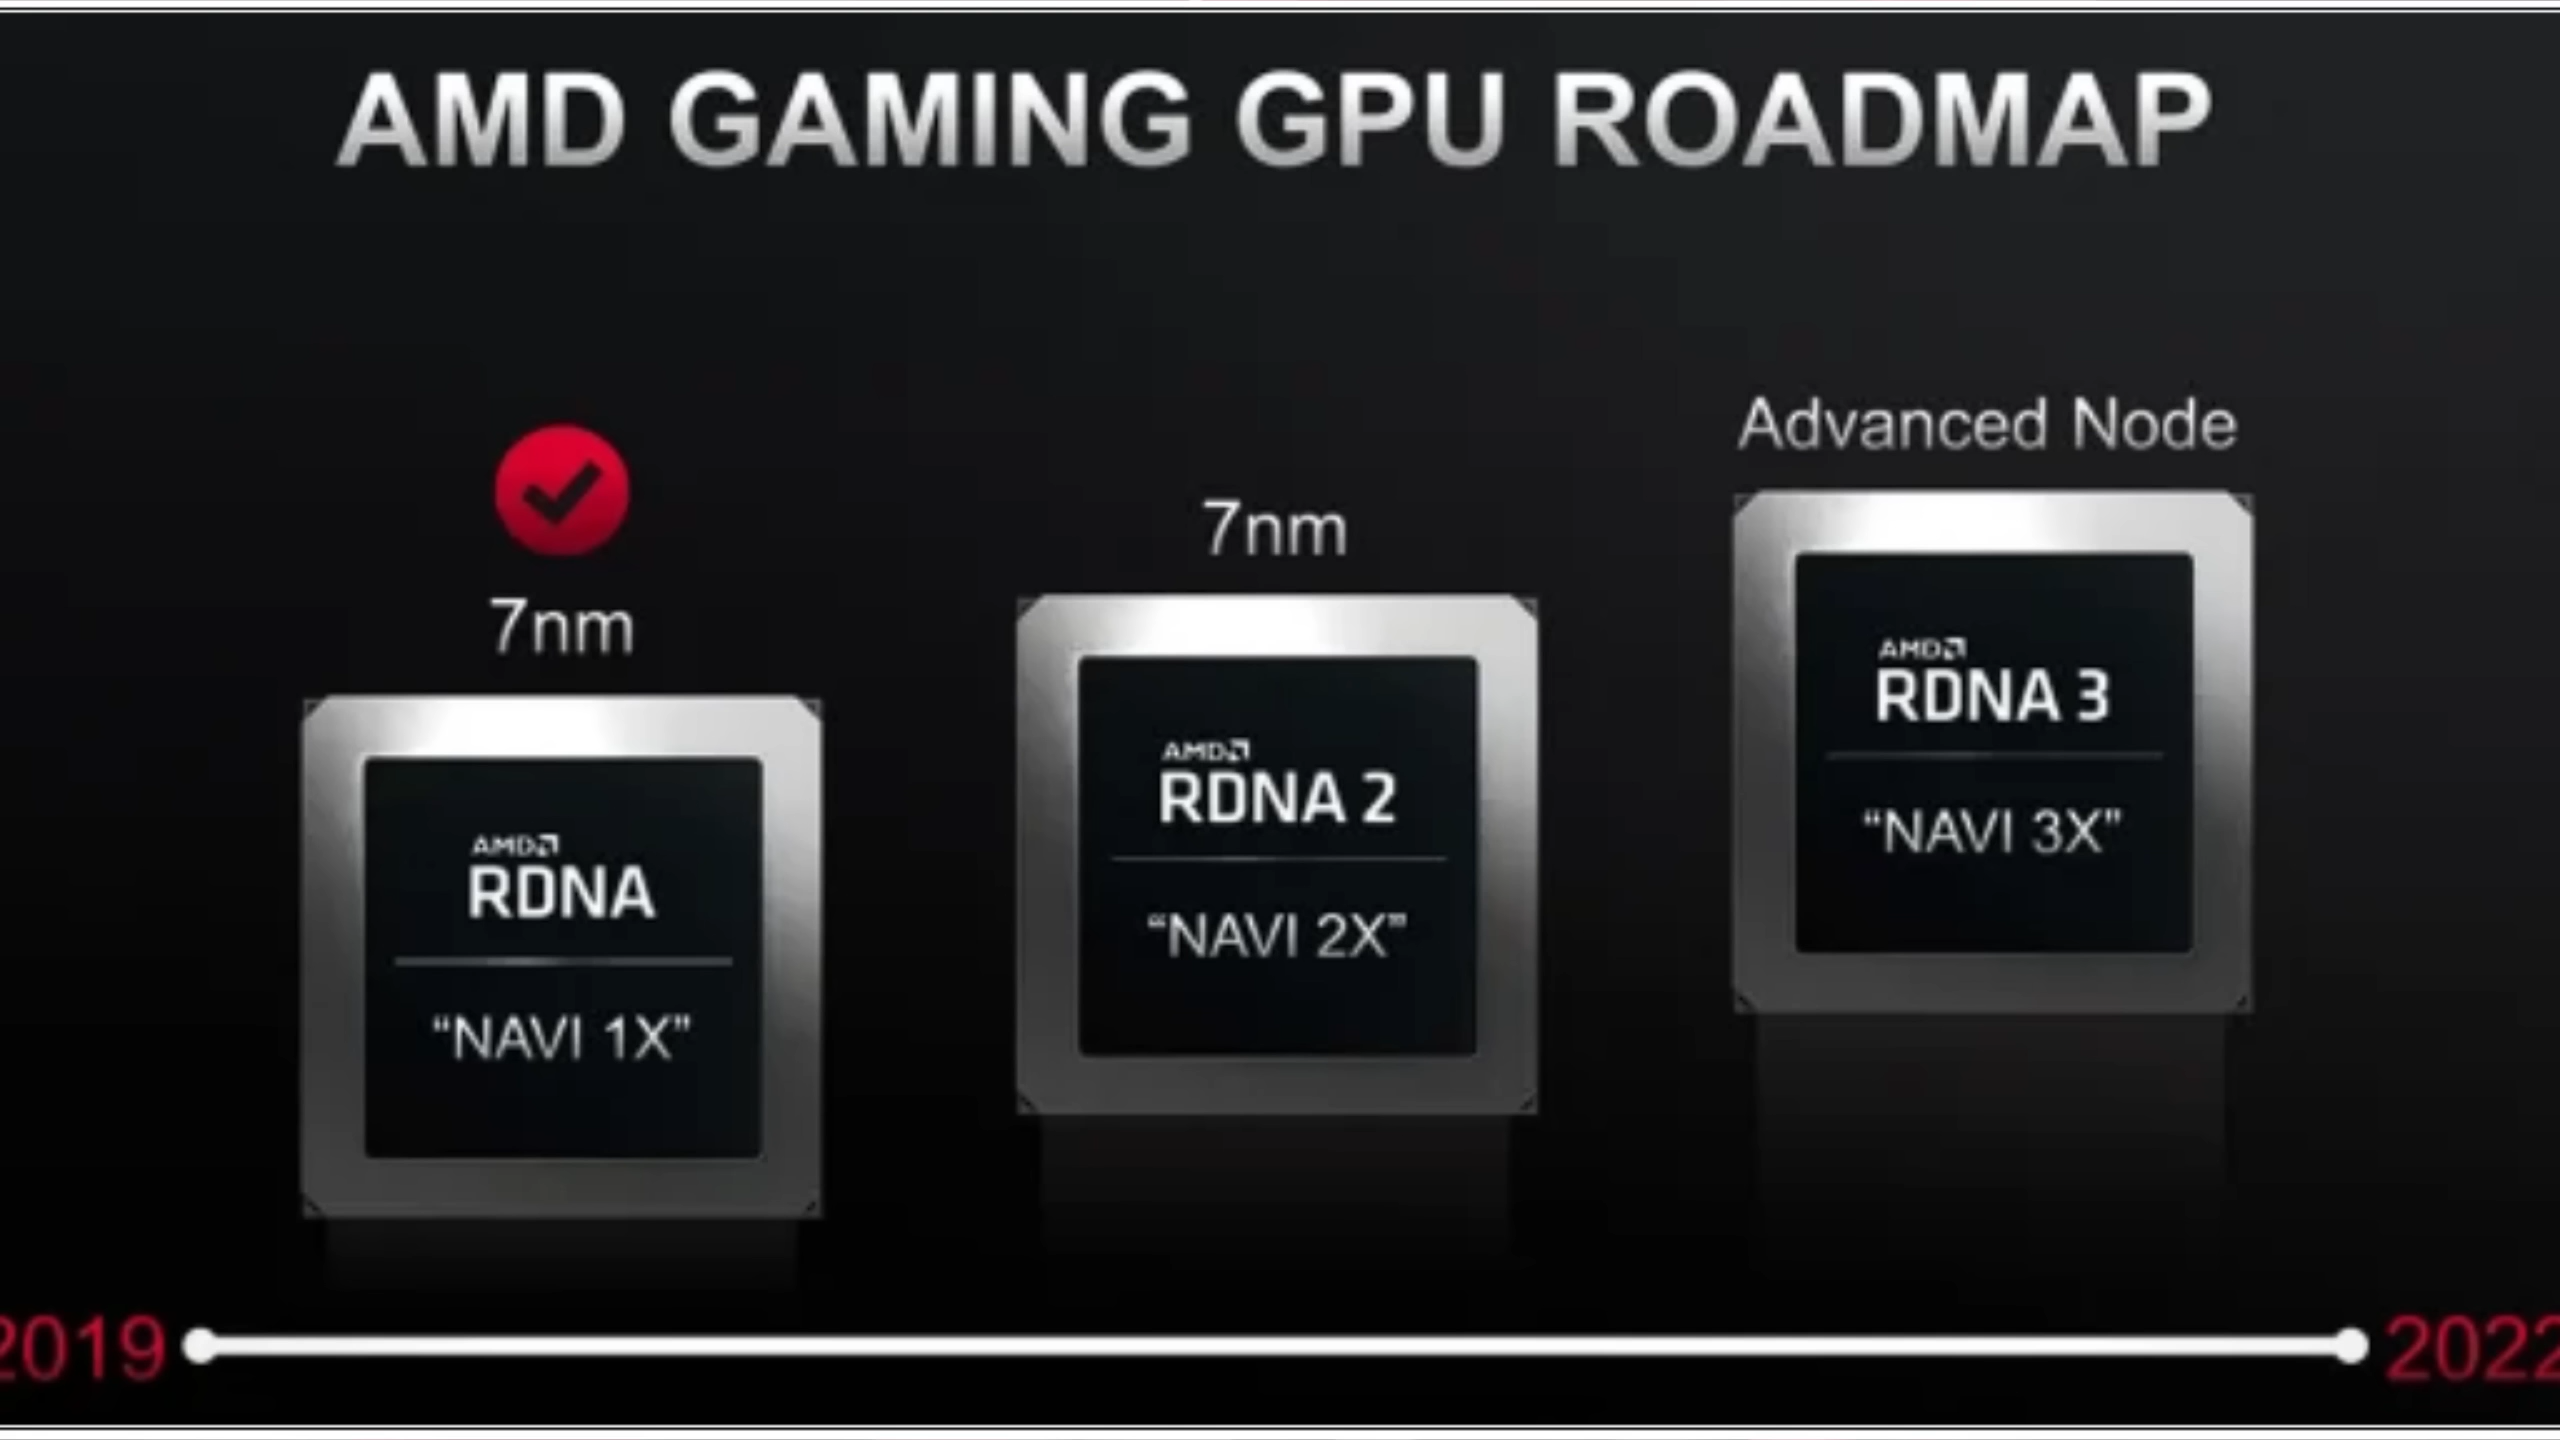 AMD GAMING GPU ROADMAP
7nm
AMD
RDNA
“NAVI 1X”
7nm
AMD
RDNA 2
“NAVI 2X”
Advanced Node
AMD
RDNA 3
“NAVI 3X”
2019
2022